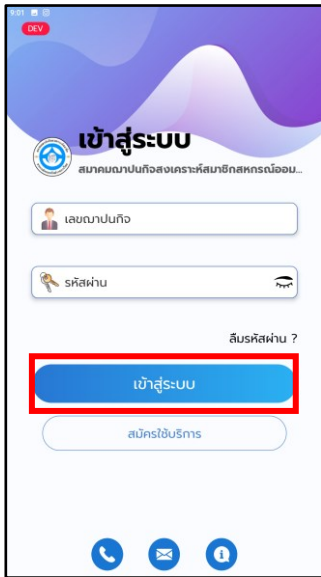 9:01
DEV
เข้าสู่ระบบ
สมาคมฌาปนกิจสงเคราะห์สมาชิกสหกรณ์ออม...
เลขฌาปนกิจ
รหัสผ่าน
ลืมรหัสผ่าน ?
เข้าสู่ระบบ
สมัครใช้บริการ